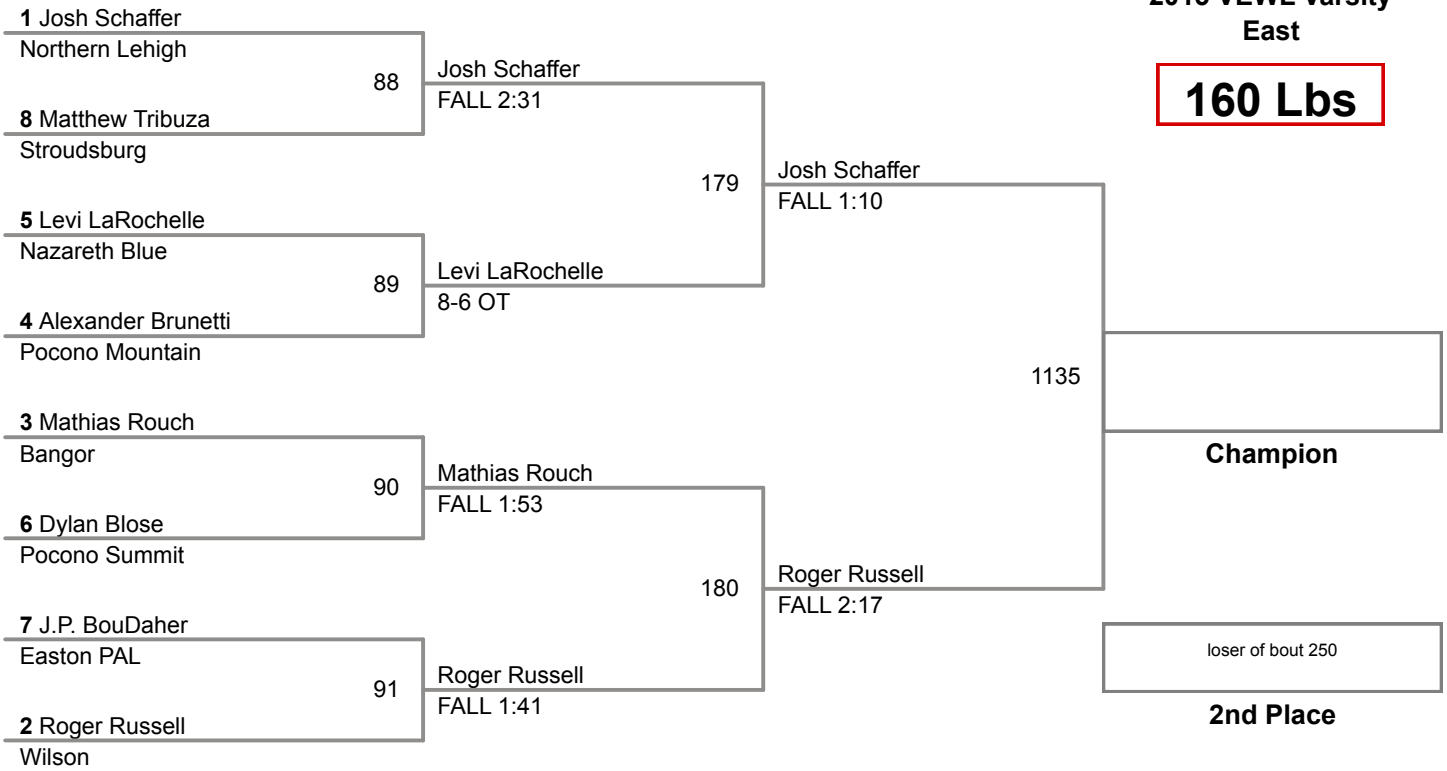 2016 VEWL Varsity
East
160 Lbs
1 Josh Schaffer
Northern Lehigh
88
8 Matthew Tribuza
Stroudsburg
Josh Schaffer
FALL 2:31
179
5 Levi LaRochelle
Nazareth Blue
89
4 Alexander Brunetti
Pocono Mountain
Levi LaRochelle
8-6 OT
Josh Schaffer
FALL 1:10
1135
3 Mathias Rouch
Bangor
90
6 Dylan Blose
Pocono Summit
Mathias Rouch
FALL 1:53
180
7 J.P. BouDaher
Easton PAL
91
2 Roger Russell
Wilson
Roger Russell
FALL 1:41
Roger Russell
FALL 2:17
Champion
loser of bout 250
2nd Place